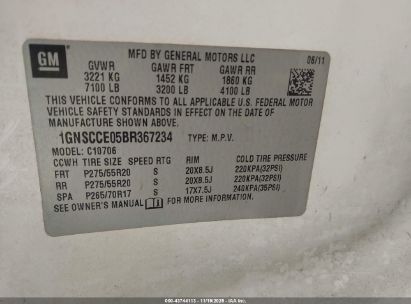 GM
MFD BY GENERAL MOTORS LLC
06/11
GVWR GAWR FRT GAWR RR
3221 KG 1452 KG 1860 KG
7100 LB 3200 LB 4100 LB
THIS VEHICLE CONFORMS TO ALL APPLICABLE U.S. FEDERAL MOTOR
VEHICLE SAFETY STANDARDS IN EFFECT ON THE DATE OF
MANUFACTURE SHOWN ABOVE.
1GNSCCE05BR367234 TYPE: M.P.V.
MODEL: C10706
CCWH TIRE SIZE SPEED RTG RIM COLD TIRE PRESSURE
FRT P275/55R20 S 20X8.5J 220KPA(32PSI)
RR P275/55R20 S 20X8.5J 220KPA(32PSI)
SPA P265/70R17 S 17X7.5J 240KPA(35PSI)
SEE OWNER'S MANUAL FOR ADDITIONAL INFORMATION.